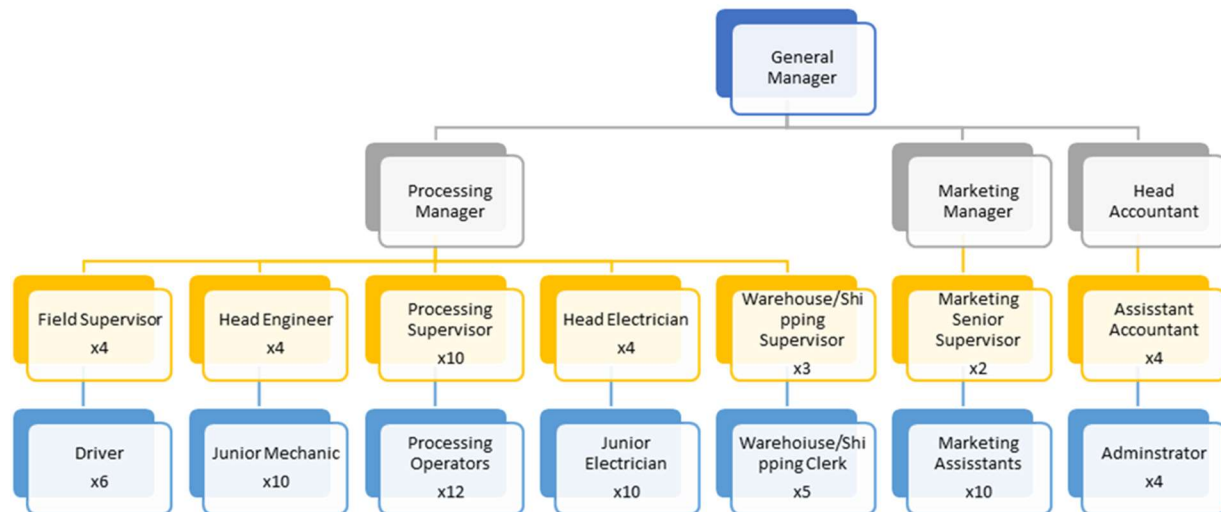 General
Manager
Processing
Manager
Marketing
Manager
Head
Accountant
Field Supervisor
x4
Head Engineer
x4
Processing
Supervisor
x10
Head Electrician
x4
Warehouse/Shi
pping
Supervisor
x3
Marketing
Senior
Supervisor
x2
Assisstant
Accountant
x4
Driver
x6
Junior Mechanic
x10
Processing
Operators
x12
Junior
Electrician
x10
Warehoiuse/Shi
pping Clerk
x5
Marketing
Assisstants
x10
Adminstrator
x4